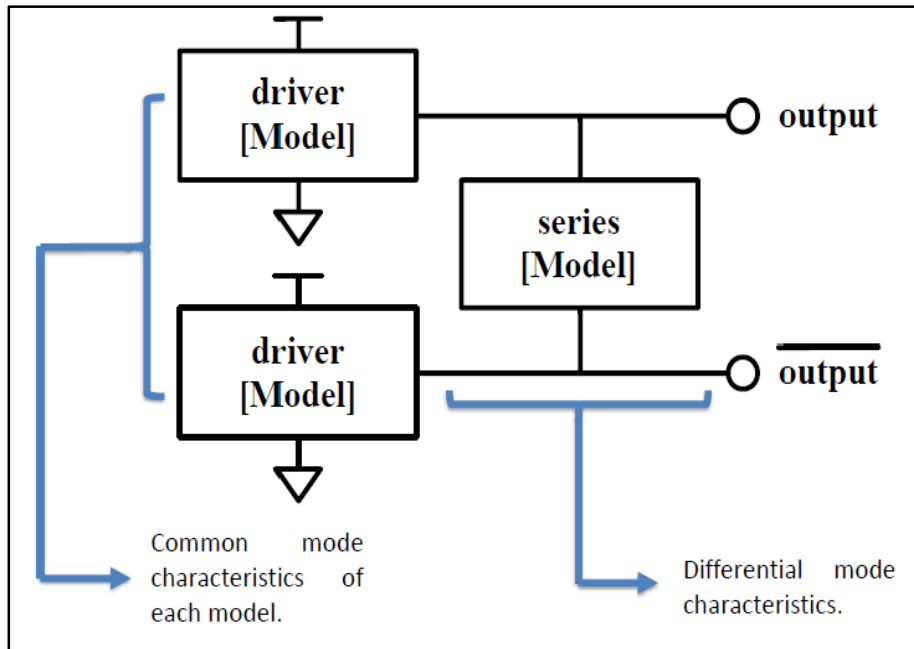 driver
[Model]
output
series
[Model]
driver
[Model]
output
Common mode
characteristics of
each model.
Differential mode
characteristics.